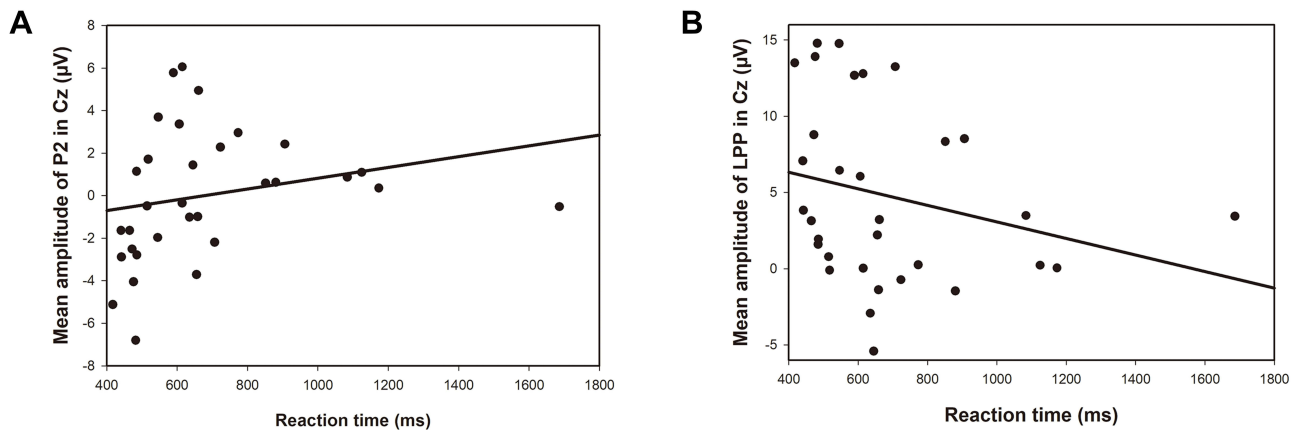 A
Mean amplitude of P2 in Cz (µV)
8
6
4
2
0
-2
-4
-6
-8
400 600 800 1000 1200 1400 1600 1800
Reaction time (ms)
B
Mean amplitude of LPP in Cz (µV)
15
10
5
0
-5
400 600 800 1000 1200 1400 1600 1800
Reaction time (ms)